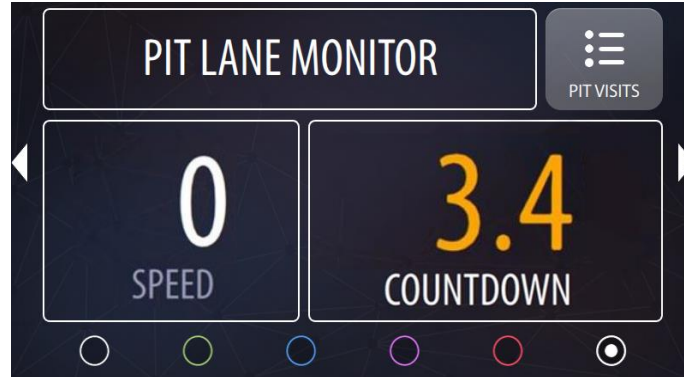 PIT LANE MONITOR
PIT VISITS
0
SPEED
3.4
COUNTDOWN